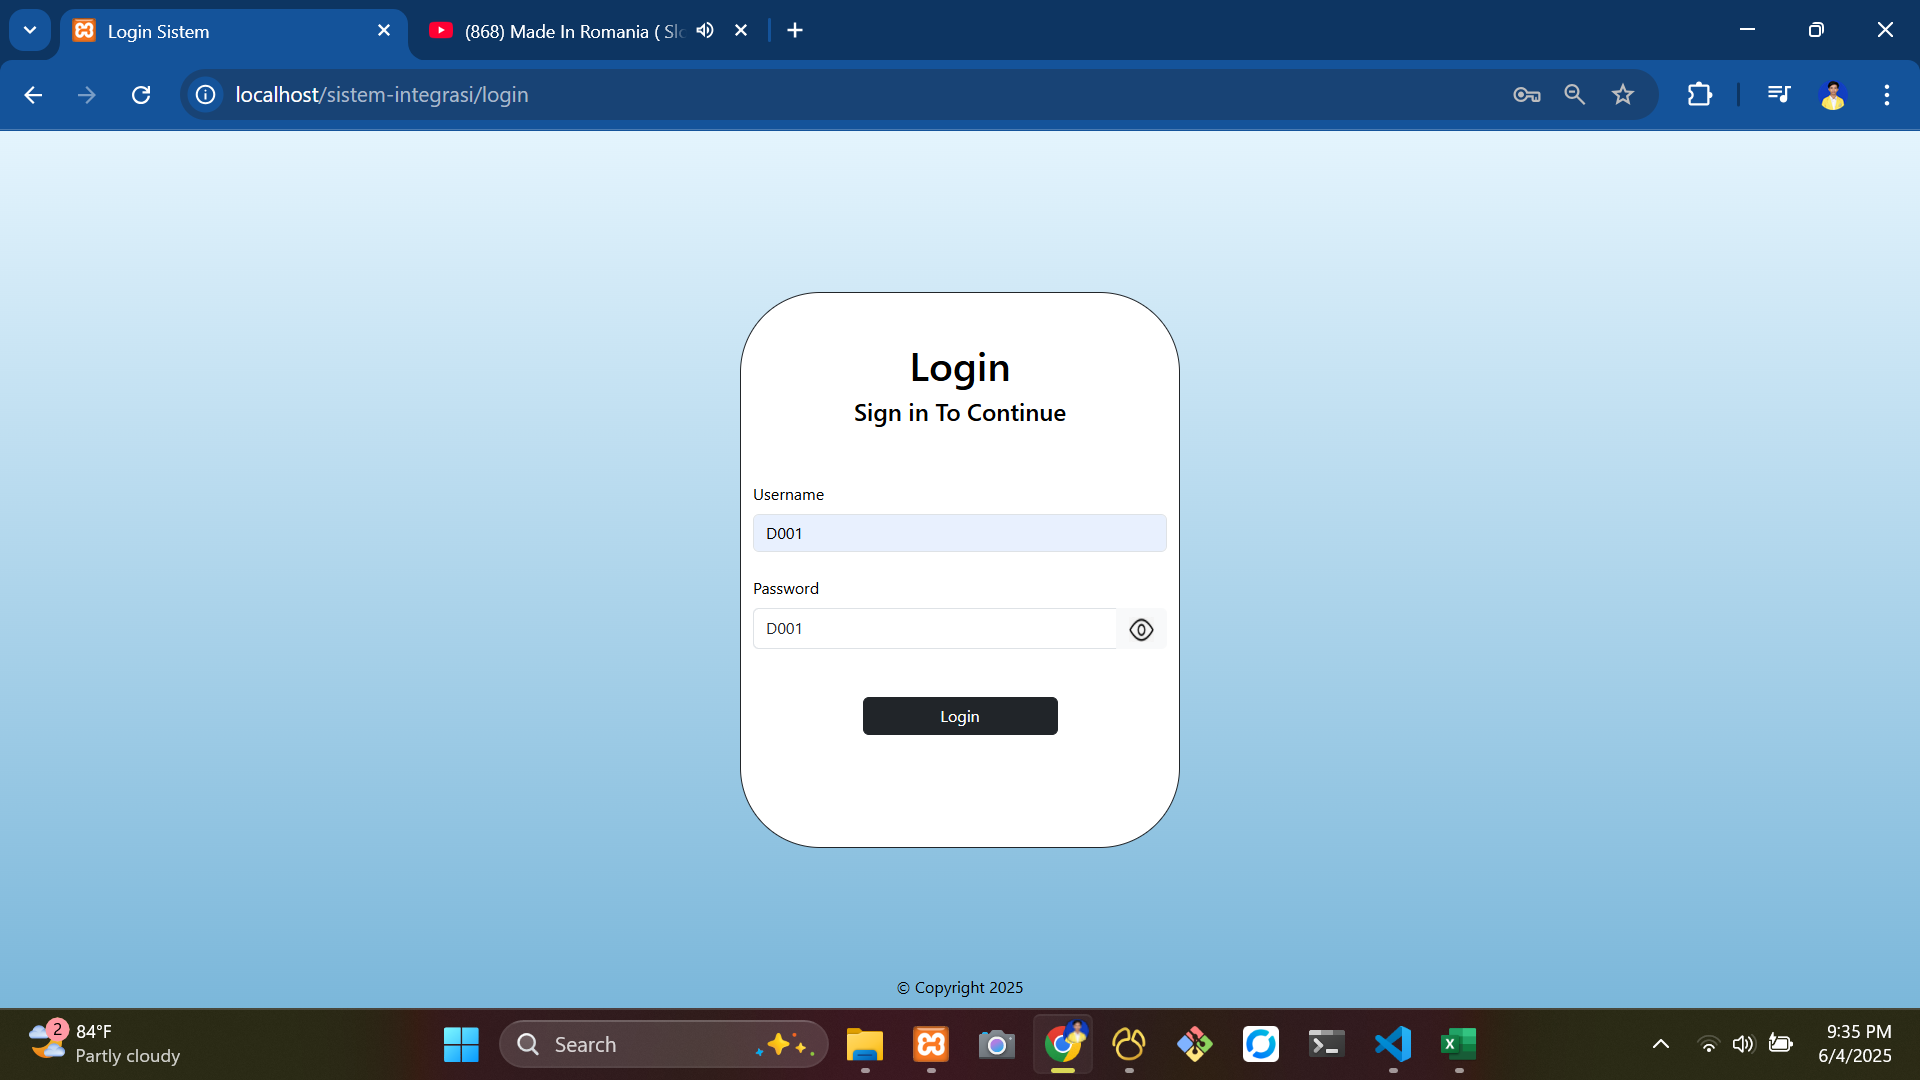 Login Sistem
(868) Made In Romania ( Slo
localhost/sistem-integrasi/login
Login
Sign in To Continue
Username
D001
Password
D001
Login
© Copyright 2025
2
84°F
Partly cloudy
Search
9:35 PM
6/4/2025